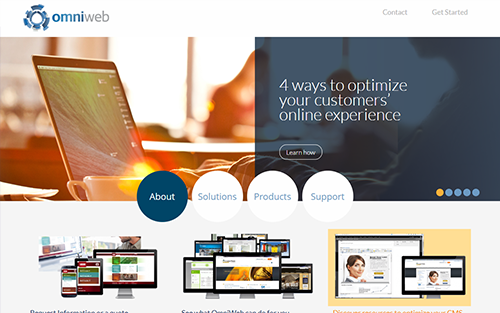 omniweb
Contact
Get Started
4 ways to optimize
your customers'
online experience
Learn how
About
Solutions
Products
Support
Request Information or a quote
See what OmniWeb can do for you
Discover resources to optimize your CMS